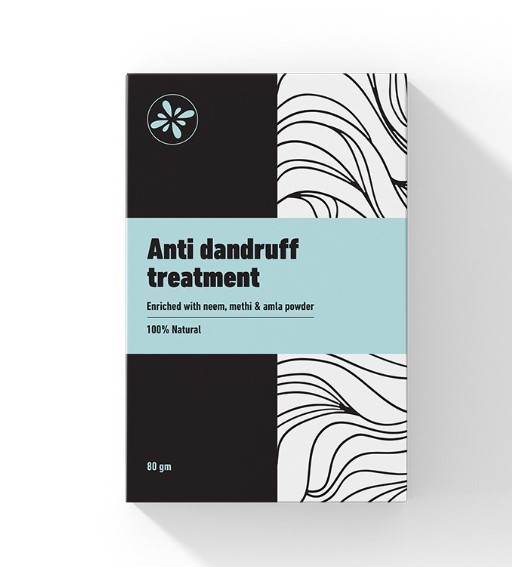 Anti dandruff
treatment
Enriched with neem, methi & amla powder
100% Natural
80 gm